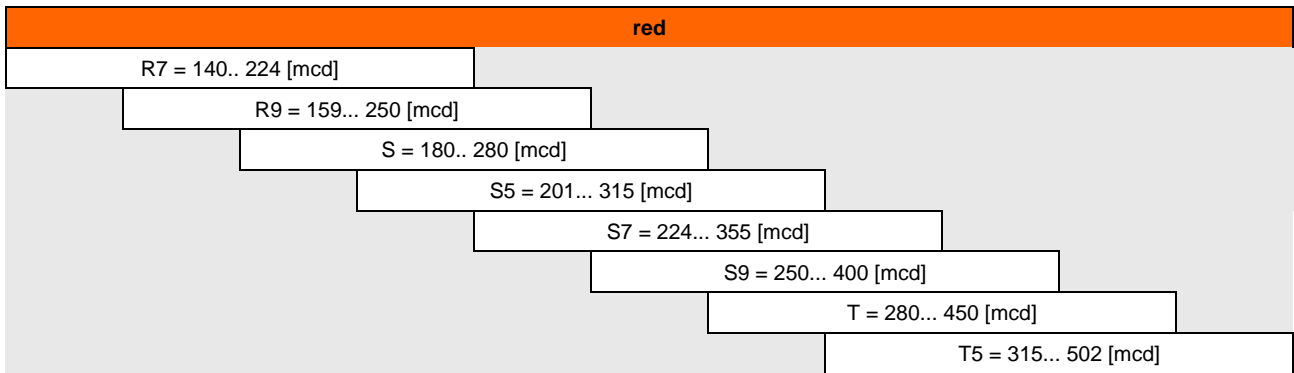 red
R7 = 140.. 224 [mcd]
R9 = 159... 250 [mcd]
S = 180.. 280 [mcd]
S5 = 201... 315 [mcd]
S7 = 224... 355 [mcd]
S9 = 250... 400 [mcd]
T = 280... 450 [mcd]
T5 = 315... 502 [mcd]